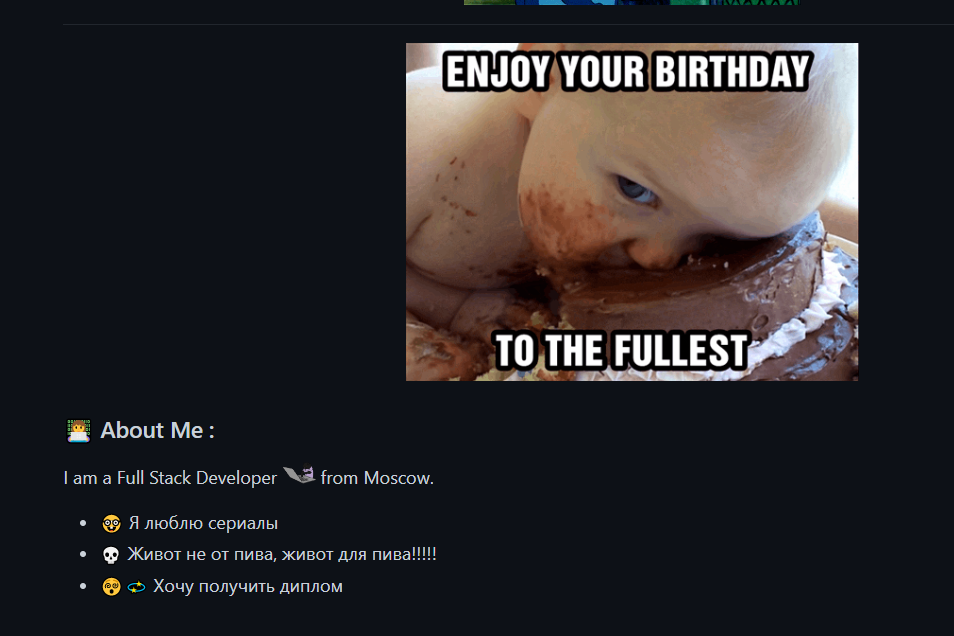 ENJOY YOUR BIRTHDAY
TO THE FULLEST
About Me :
I am a Full Stack Developer from Moscow.
Я люблю сериалы
Живот не от пива, живот для пива!!!!!
Хочу получить диплом